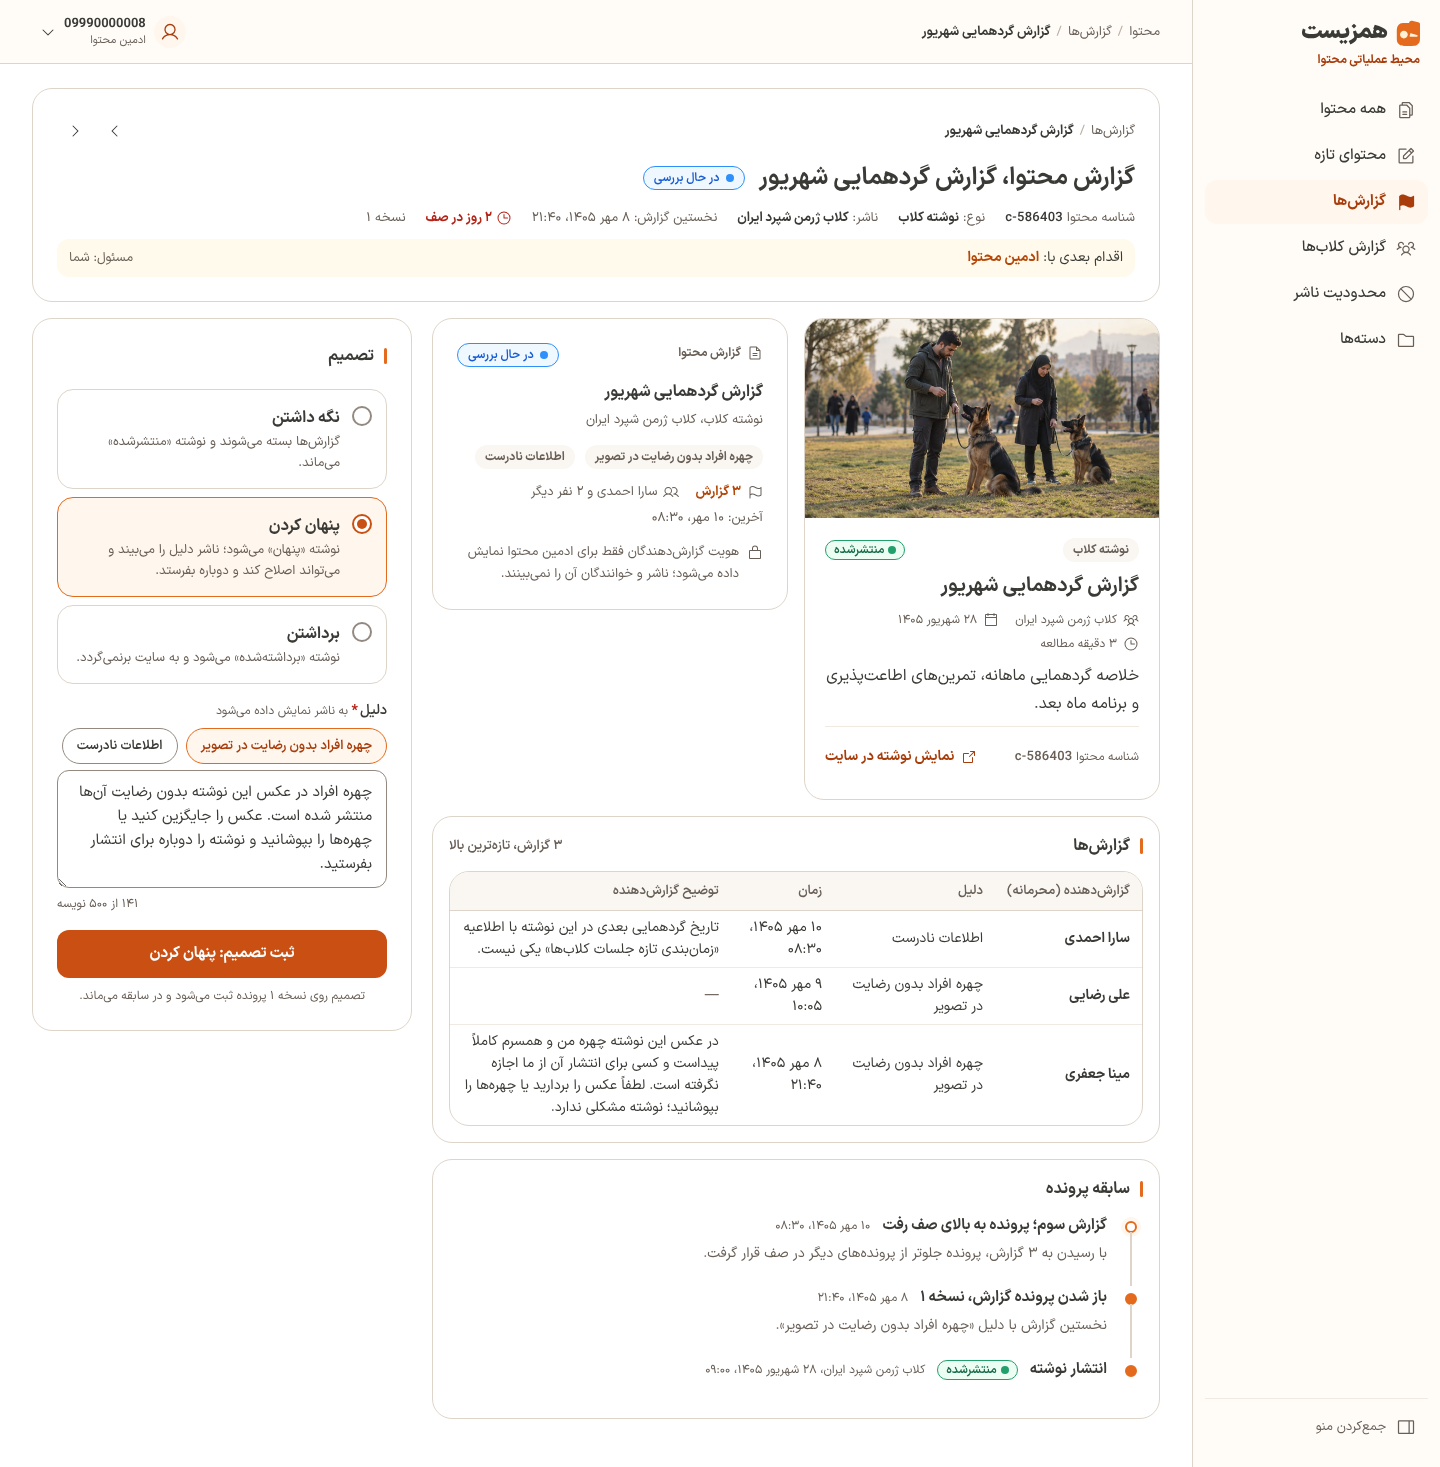 همزیست
محیط عملیاتی محتوا
همه محتوا
محتوای تازه
گزارش‌ها
گزارش کلاب‌ها
محدودیت ناشر
دسته‌ها
جمع‌کردن منو
محتوا / گزارش‌ها / گزارش گردهمایی شهریور
09990000008
ادمین محتوا
گزارش‌ها / گزارش گردهمایی شهریور
گزارش محتوا، گزارش گردهمایی شهریور
در حال بررسی
شناسه محتوا c-586403 نوع: نوشته کلاب ناشر: کلاب ژرمن شپرد ایران نخستین گزارش: ۸ مهر ۱۴۰۵، ۲۱:۴۰ ۲ روز در صف نسخه ۱
اقدام بعدی با: ادمین محتوا
مسئول: شما
نوشته کلاب
منتشرشده
گزارش گردهمایی شهریور
کلاب ژرمن شپرد ایران ۲۸ شهریور ۱۴۰۵
۳ دقیقه مطالعه
خلاصه گردهمایی ماهانه، تمرین‌های اطاعت‌پذیری
و برنامه ماه بعد.
شناسه محتوا c-586403
نمایش نوشته در سایت
گزارش محتوا
در حال بررسی
گزارش گردهمایی شهریور
نوشته کلاب، کلاب ژرمن شپرد ایران
چهره افراد بدون رضایت در تصویر
اطلاعات نادرست
۳ گزارش سارا احمدی و ۲ نفر دیگر
آخرین: ۱۰ مهر، ۰۸:۳۰
هویت گزارش‌دهندگان فقط برای ادمین محتوا نمایش
داده می‌شود؛ ناشر و خوانندگان آن را نمی‌بینند.
تصمیم
نگه داشتن
گزارش‌ها بسته می‌شوند و نوشته «منتشرشده»
می‌ماند.
پنهان کردن
نوشته «پنهان» می‌شود؛ ناشر دلیل را می‌بیند و
می‌تواند اصلاح کند و دوباره بفرستد.
برداشتن
نوشته «برداشته‌شده» می‌شود و به سایت برنمی‌گردد.
دلیل* به ناشر نمایش داده می‌شود
چهره افراد بدون رضایت در تصویر
اطلاعات نادرست
چهره افراد در عکس این نوشته بدون رضایت آن‌ها
منتشر شده است. عکس را جایگزین کنید یا
چهره‌ها را بپوشانید و نوشته را دوباره برای انتشار
بفرستید.
۱۴۱ از ۵۰۰ نویسه
ثبت تصمیم: پنهان کردن
تصمیم روی نسخه ۱ پرونده ثبت می‌شود و در سابقه می‌ماند.
گزارش‌ها
۳ گزارش، تازه‌ترین بالا
گزارش‌دهنده (محرمانه) دلیل زمان توضیح گزارش‌دهنده
سارا احمدی
اطلاعات نادرست
۱۰ مهر ۱۴۰۵،
۰۸:۳۰
تاریخ گردهمایی بعدی در این نوشته با اطلاعیه
«زمان‌بندی تازه جلسات کلاب‌ها» یکی نیست.
علی رضایی
چهره افراد بدون رضایت
در تصویر
۹ مهر ۱۴۰۵،
۱۰:۰۵
—
مینا جعفری
چهره افراد بدون رضایت
در تصویر
۸ مهر ۱۴۰۵،
۲۱:۴۰
در عکس این نوشته چهره من و همسرم کاملاً
پیداست و کسی برای انتشار آن از ما اجازه
نگرفته است. لطفاً عکس را بردارید یا چهره‌ها را
بپوشانید؛ نوشته مشکلی ندارد.
سابقه پرونده
گزارش سوم؛ پرونده به بالای صف رفت ۱۰ مهر ۱۴۰۵، ۰۸:۳۰
با رسیدن به ۳ گزارش، پرونده جلوتر از پرونده‌های دیگر در صف قرار گرفت.
باز شدن پرونده گزارش، نسخه ۱ ۸ مهر ۱۴۰۵، ۲۱:۴۰
نخستین گزارش با دلیل «چهره افراد بدون رضایت در تصویر».
انتشار نوشته منتشرشده کلاب ژرمن شپرد ایران، ۲۸ شهریور ۱۴۰۵، ۰۹:۰۰